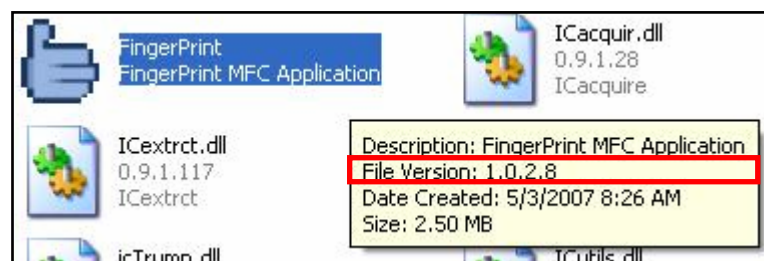 FingerPrint
FingerPrint MFC Application
ICacquir.dll
0.9.1.28
ICacquire
ICextrct.dll
0.9.1.117
ICextrct
Description: FingerPrint MFC Application
File Version: 1.0.2.8
Date Created: 5/3/2007 8:26 AM
Size: 2.50 MB
icTrump.dll
ICutils.dll